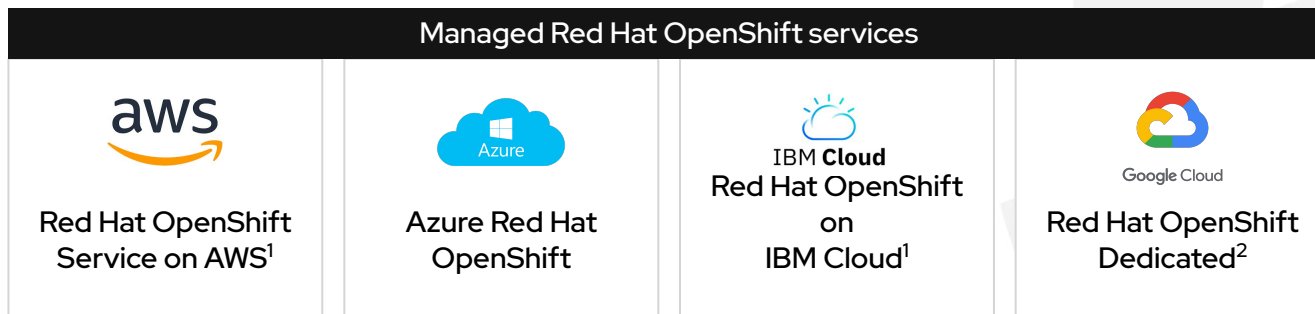 Managed Red Hat OpenShift services
aws
Red Hat OpenShift
Service on AWS¹
Azure
Azure Red Hat
OpenShift
IBM Cloud
Red Hat OpenShift
on
IBM Cloud¹
Google Cloud
Red Hat OpenShift
Dedicated²